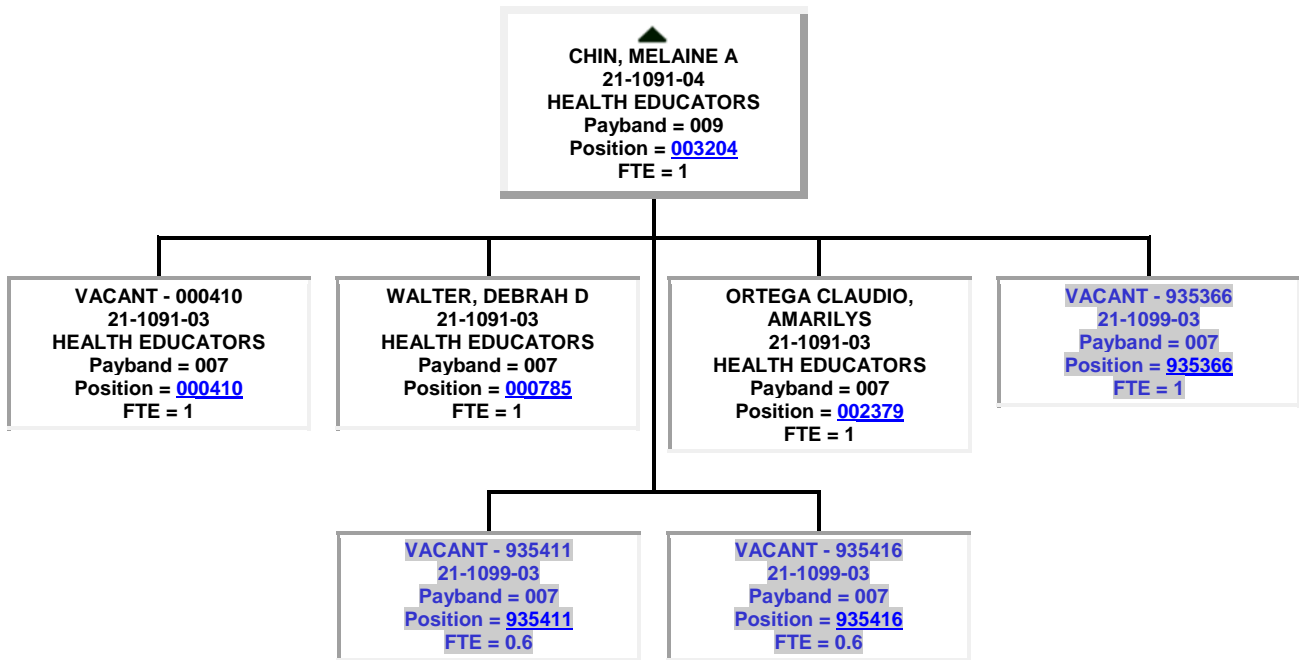 CHIN, MELAINE A
21-1091-04
HEALTH EDUCATORS
Payband = 009
Position = 003204
FTE = 1
VACANT - 000410
21-1091-03
HEALTH EDUCATORS
Payband = 007
Position = 000410
FTE = 1
WALTER, DEBRAH D
21-1091-03
HEALTH EDUCATORS
Payband = 007
Position = 000785
FTE = 1
ORTEGA CLAUDIO,
AMARILYS
21-1091-03
HEALTH EDUCATORS
Payband = 007
Position = 002379
FTE = 1
VACANT - 935366
21-1099-03
Payband = 007
Position = 935366
FTE = 1
VACANT - 935411
21-1099-03
Payband = 007
Position = 935411
FTE = 0.6
VACANT - 935416
21-1099-03
Payband = 007
Position = 935416
FTE = 0.6